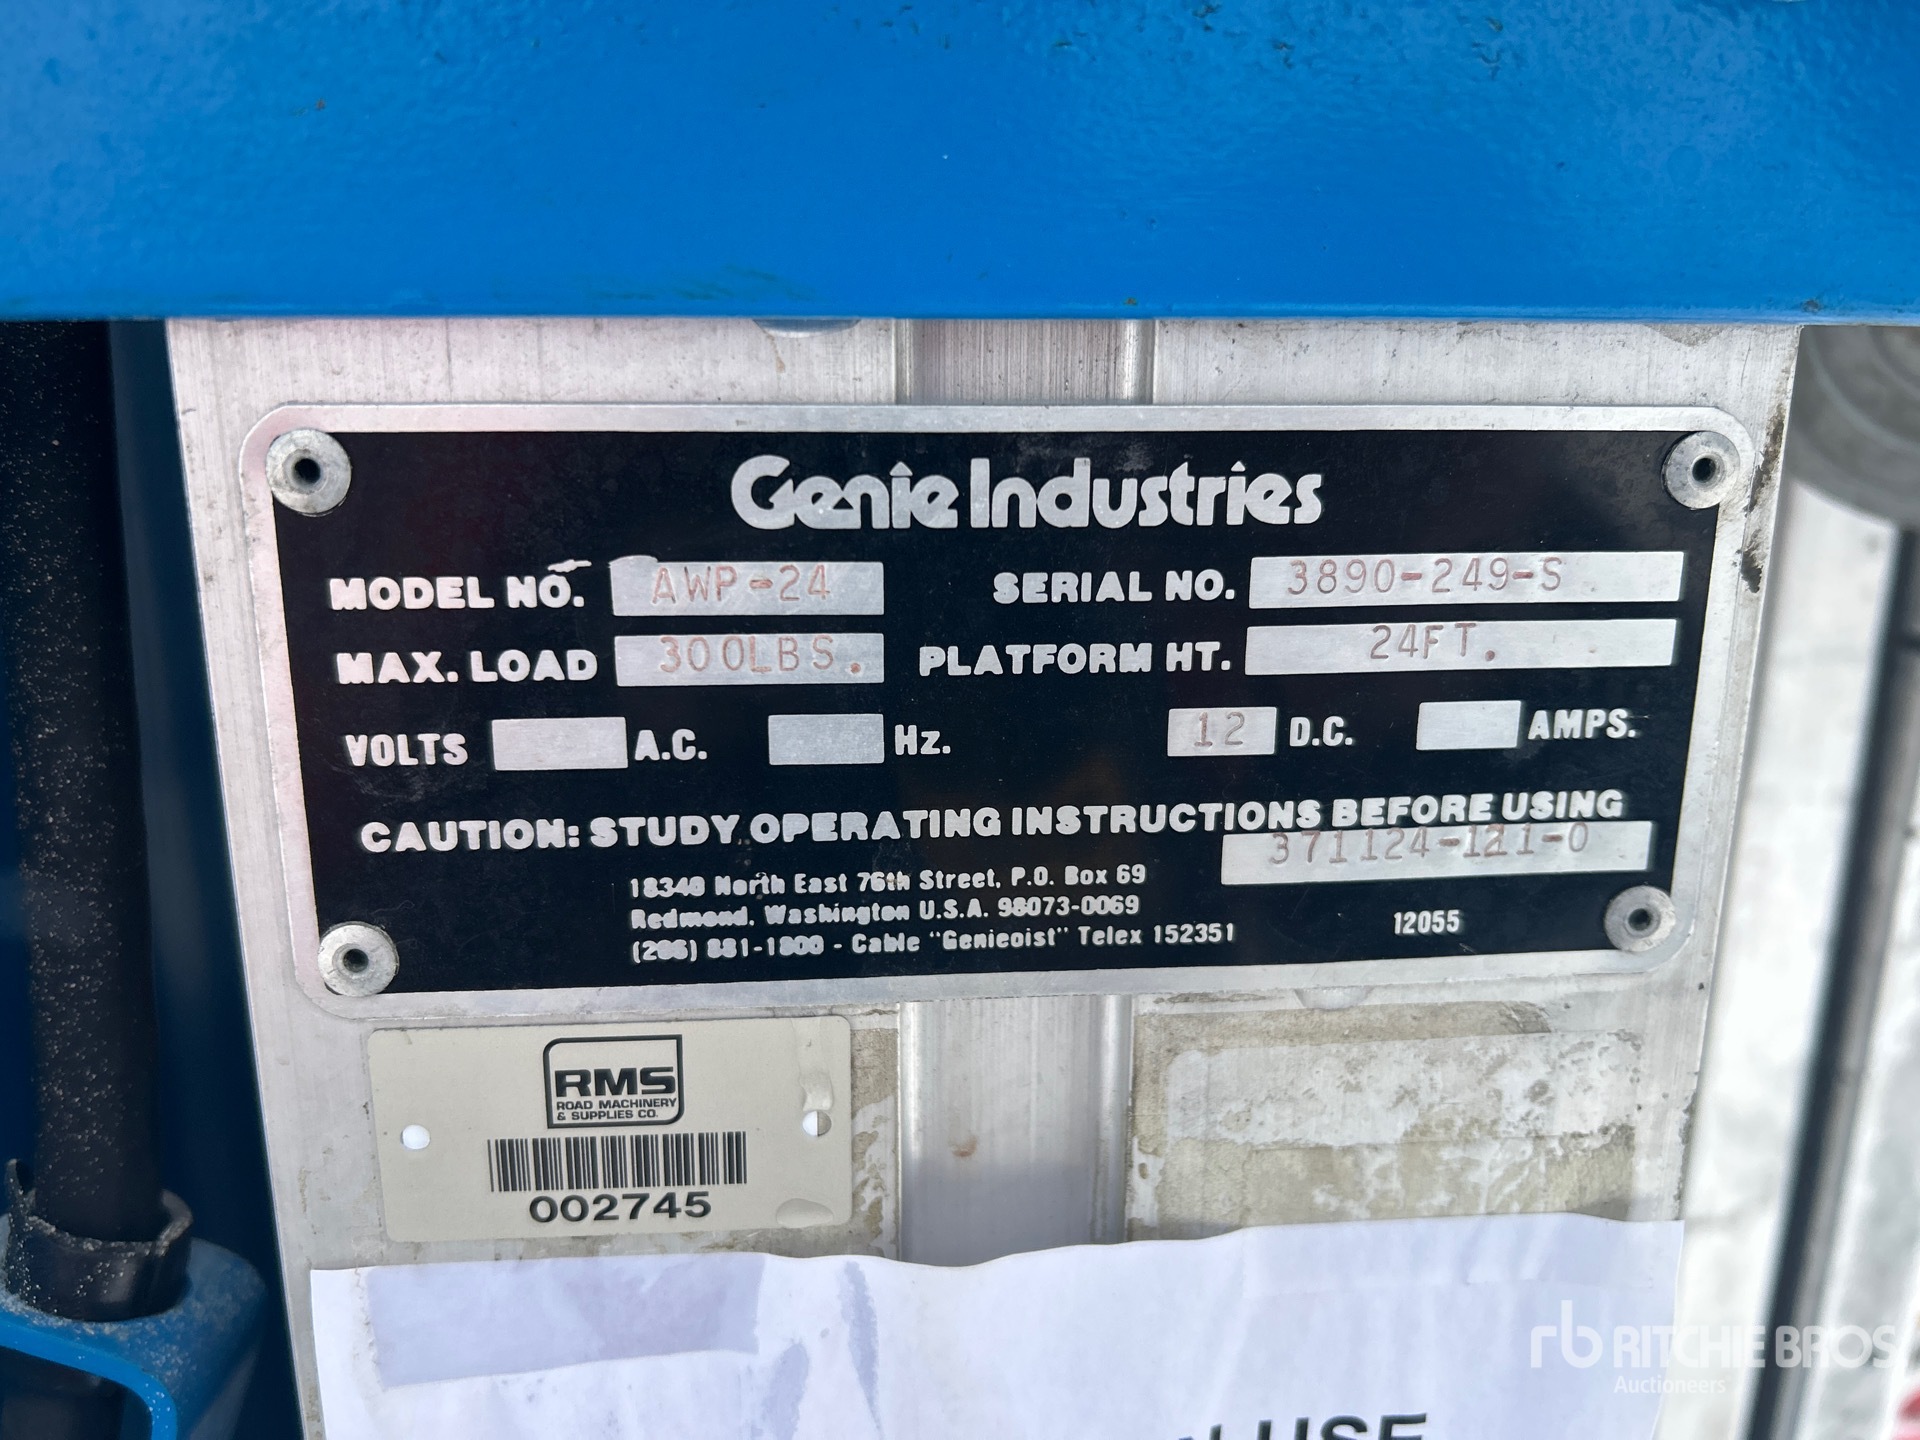 Genie Industries
MODEL NO. AWP-24 SERIAL NO. 3890-249-S
MAX. LOAD 300LBS. PLATFORM HT. 24FT.
VOLTS A.C. Hz. 12 D.C. AMPS.
CAUTION: STUDY OPERATING INSTRUCTIONS BEFORE USING
371124-121-0
18340 North East 76th Street, P.O. Box 69
Redmond, Washington U.S.A. 98073-0069
(206) 881-1800 - Cable "Genieoist" Telex 152351
12055
RMS
ROAD MACHINERY
& SUPPLIES CO.
002745
USE
rb RITCHIE BROS
Auctioneers